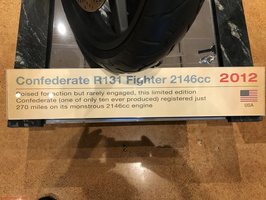 Confederate R131 Fighter 2146cc 2012
Poised for action but rarely engaged, this limited edition
Confederate (one of only ten ever produced) registered just
270 miles on its monstrous 2146cc engine
USA